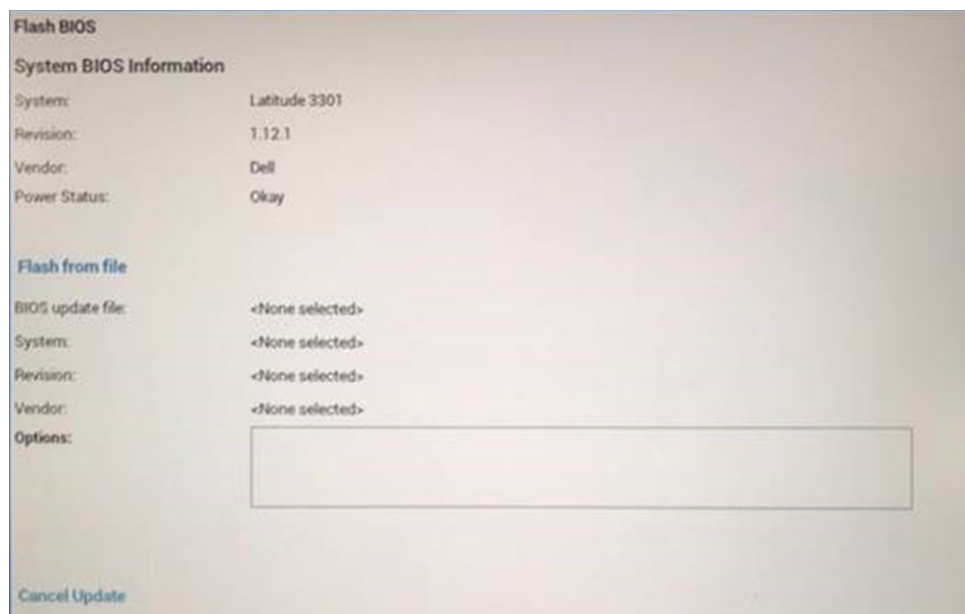 Flash BIOS
System BIOS Information
System: Latitude 3301
Revision: 1.12.1
Vendor: Dell
Power Status: Okay
Flash from file
BIOS update file: <None selected>
System: <None selected>
Revision: <None selected>
Vendor: <None selected>
Options:
Cancel Update